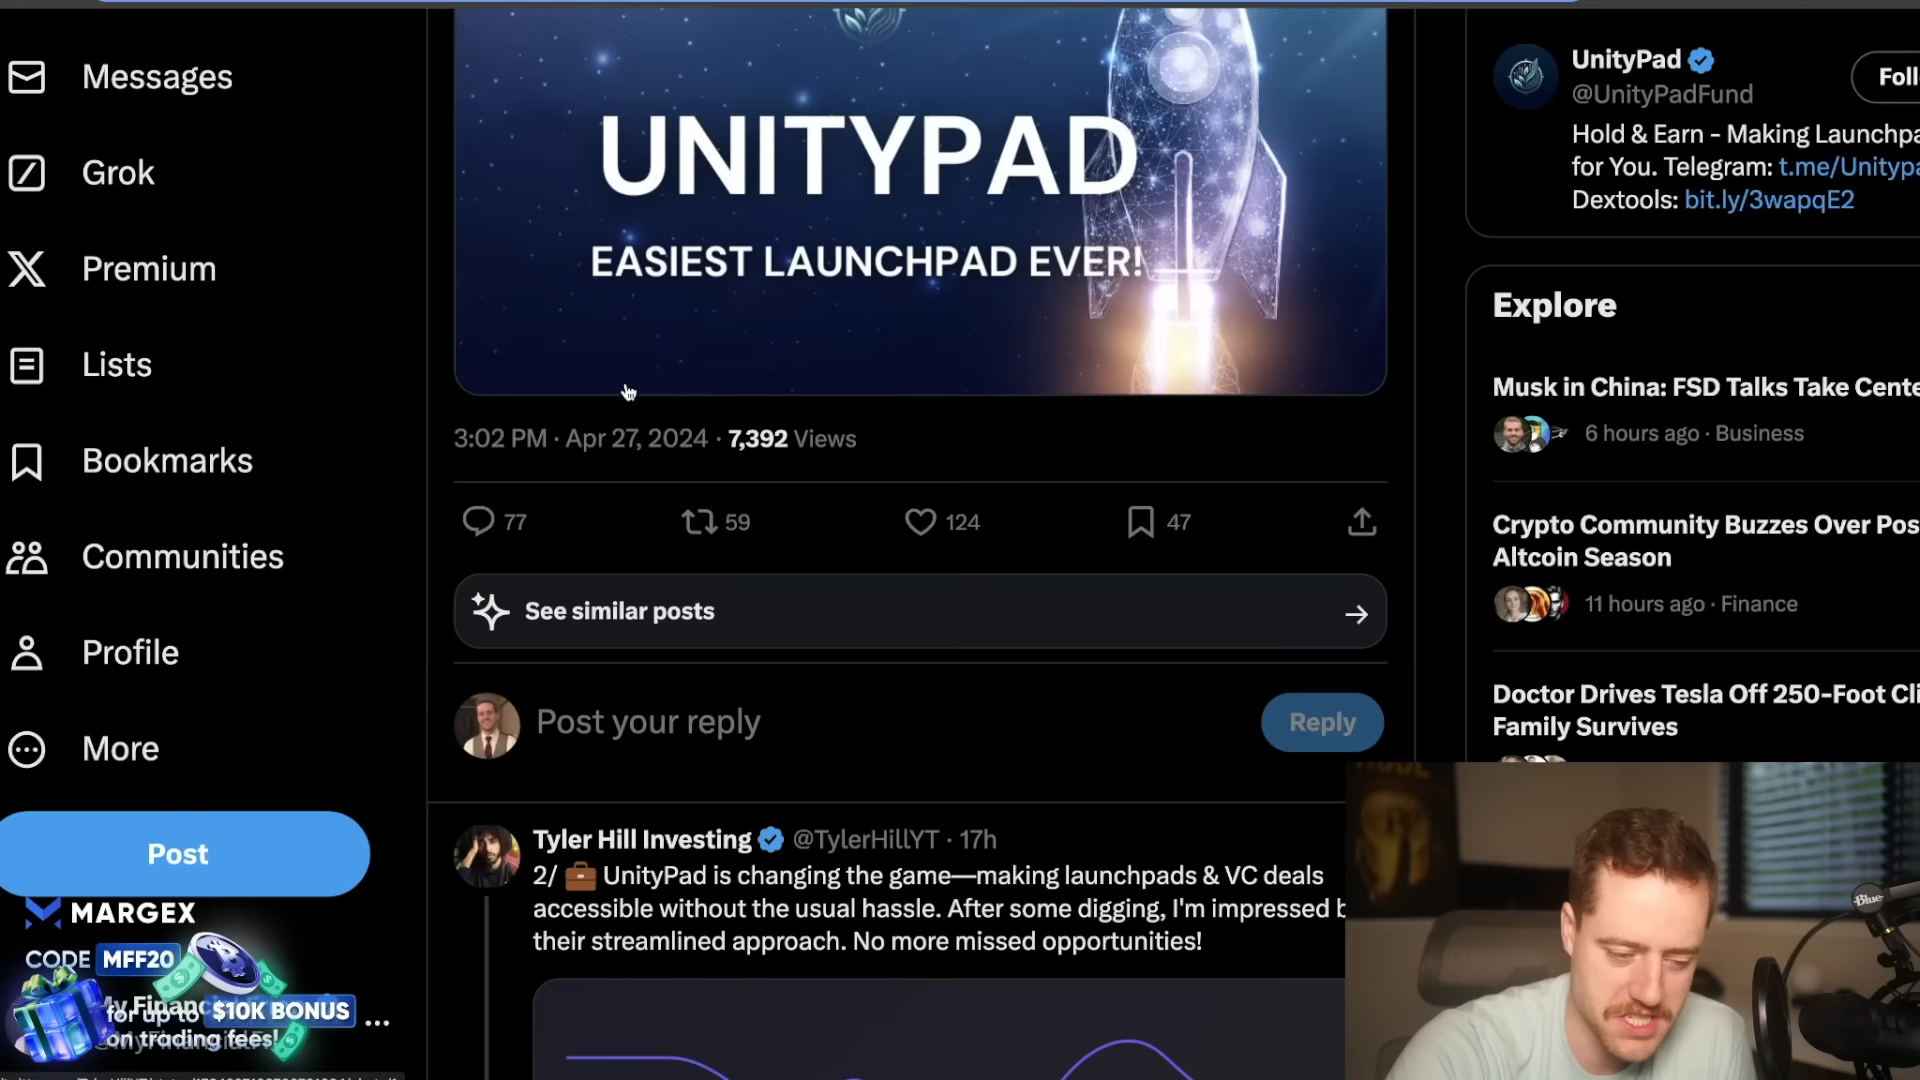 Messages
Grok
Premium
Lists
Bookmarks
Communities
Profile
More
Post
MARGEX
CODE MFF20
for up to $10K BONUS
on trading fees!
UNITYPAD
EASIEST LAUNCHPAD EVER!
3:02 PM · Apr 27, 2024 · 7,392 Views
77 59 124 47
See similar posts
Post your reply
Reply
Tyler Hill Investing @TylerHillYT · 17h
2/ 💼 UnityPad is changing the game—making launchpads & VC deals
accessible without the usual hassle. After some digging, I'm impressed
their streamlined approach. No more missed opportunities!
UnityPad
@UnityPadFund
Foll
Hold & Earn - Making Launchpa
for You. Telegram: t.me/Unitypa
Dextools: bit.ly/3wapqE2
Explore
Musk in China: FSD Talks Take Cente
6 hours ago · Business
Crypto Community Buzzes Over Pos
Altcoin Season
11 hours ago · Finance
Doctor Drives Tesla Off 250-Foot Cli
Family Survives
Blue